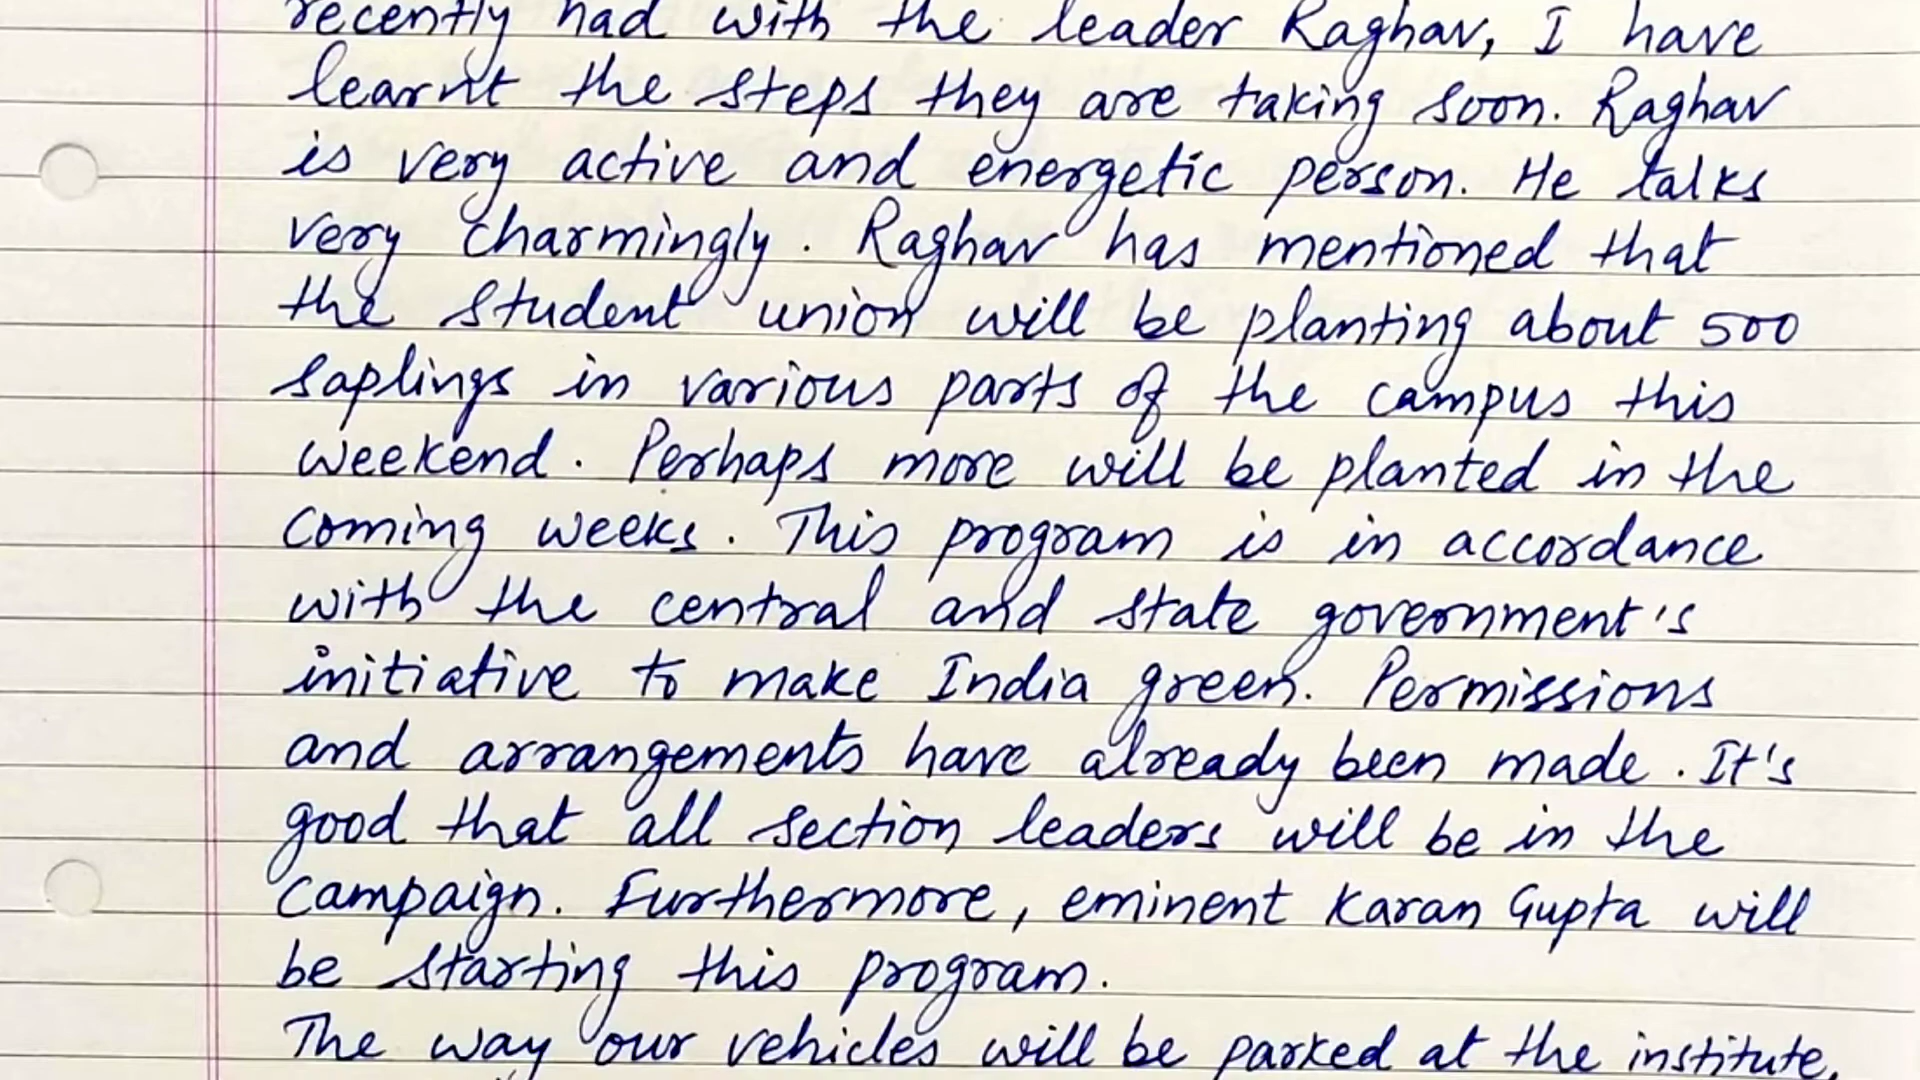 recently had with the leader Raghav, I have
learnt the steps they are taking soon. Raghav
is very active and energetic person. He talks
very charmingly. Raghav has mentioned that
the student union will be planting about 500
saplings in various parts of the campus this
weekend. Perhaps more will be planted in the
coming weeks. This program is in accordance
with the central and state government's
initiative to make India green. Permissions
and arrangements have already been made. It's
good that all section leaders will be in the
campaign. Furthermore, eminent Karan Gupta will
be starting this program.
The way our vehicles will be parked at the institute,